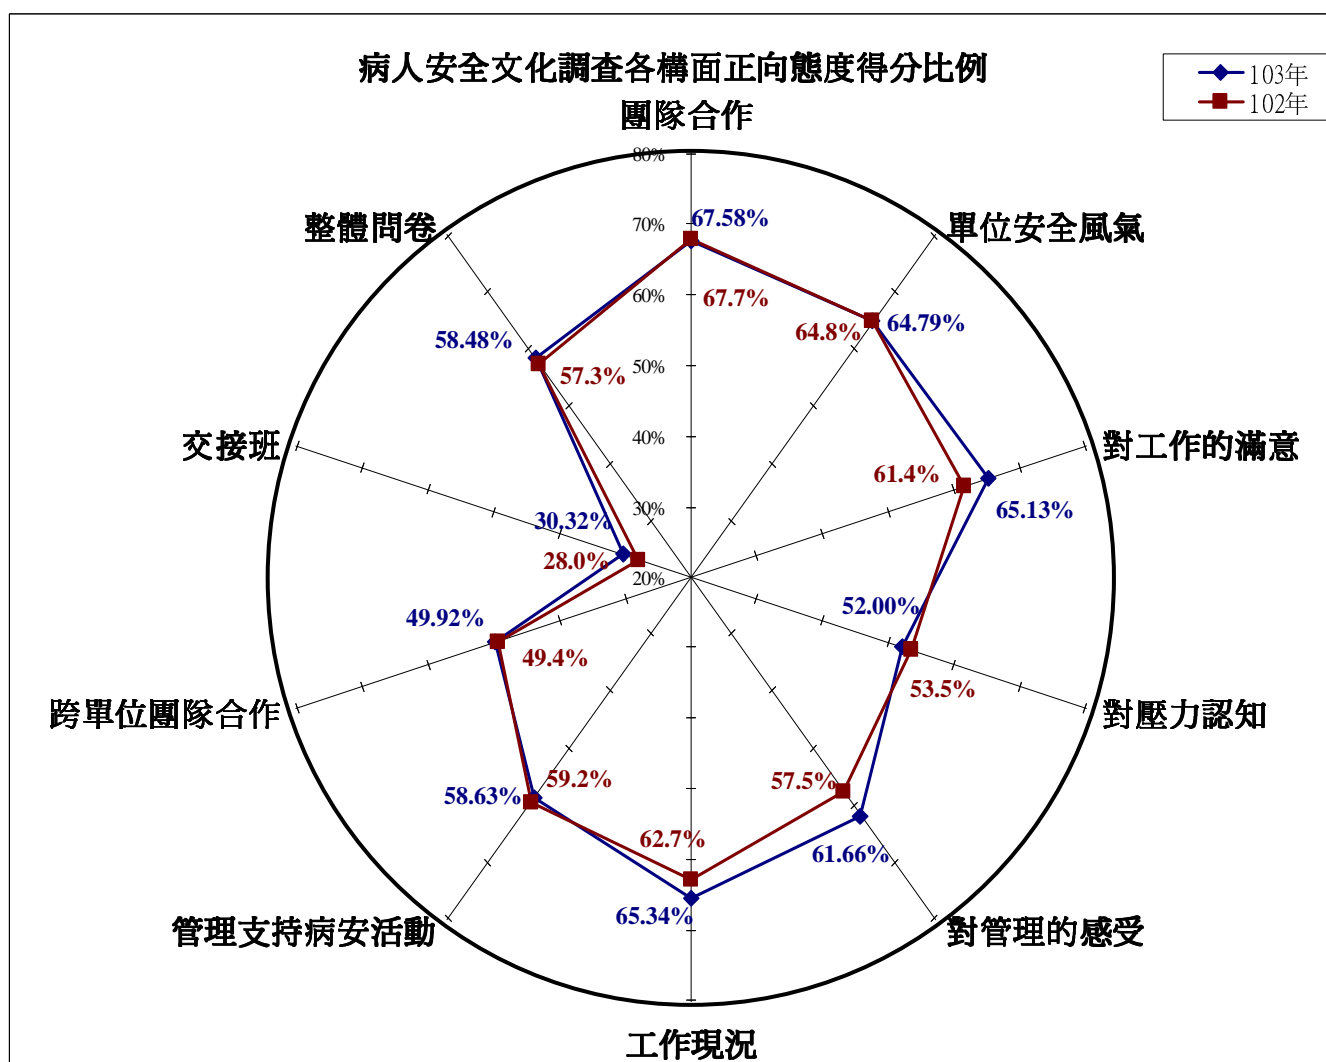 病人安全文化調查各構面正向態度得分比例
103年
102年
團隊合作
80%
70%
60%
50%
40%
30%
20%
整體問卷
單位安全風氣
交接班
對工作的滿意
跨單位團隊合作
對壓力認知
管理支持病安活動
對管理的感受
工作現況
67.58%
67.7%
64.8%
64.79%
58.48%
57.3%
61.4%
65.13%
30.32%
28.0%
52.00%
53.5%
49.92%
49.4%
57.5%
61.66%
58.63%
59.2%
62.7%
65.34%